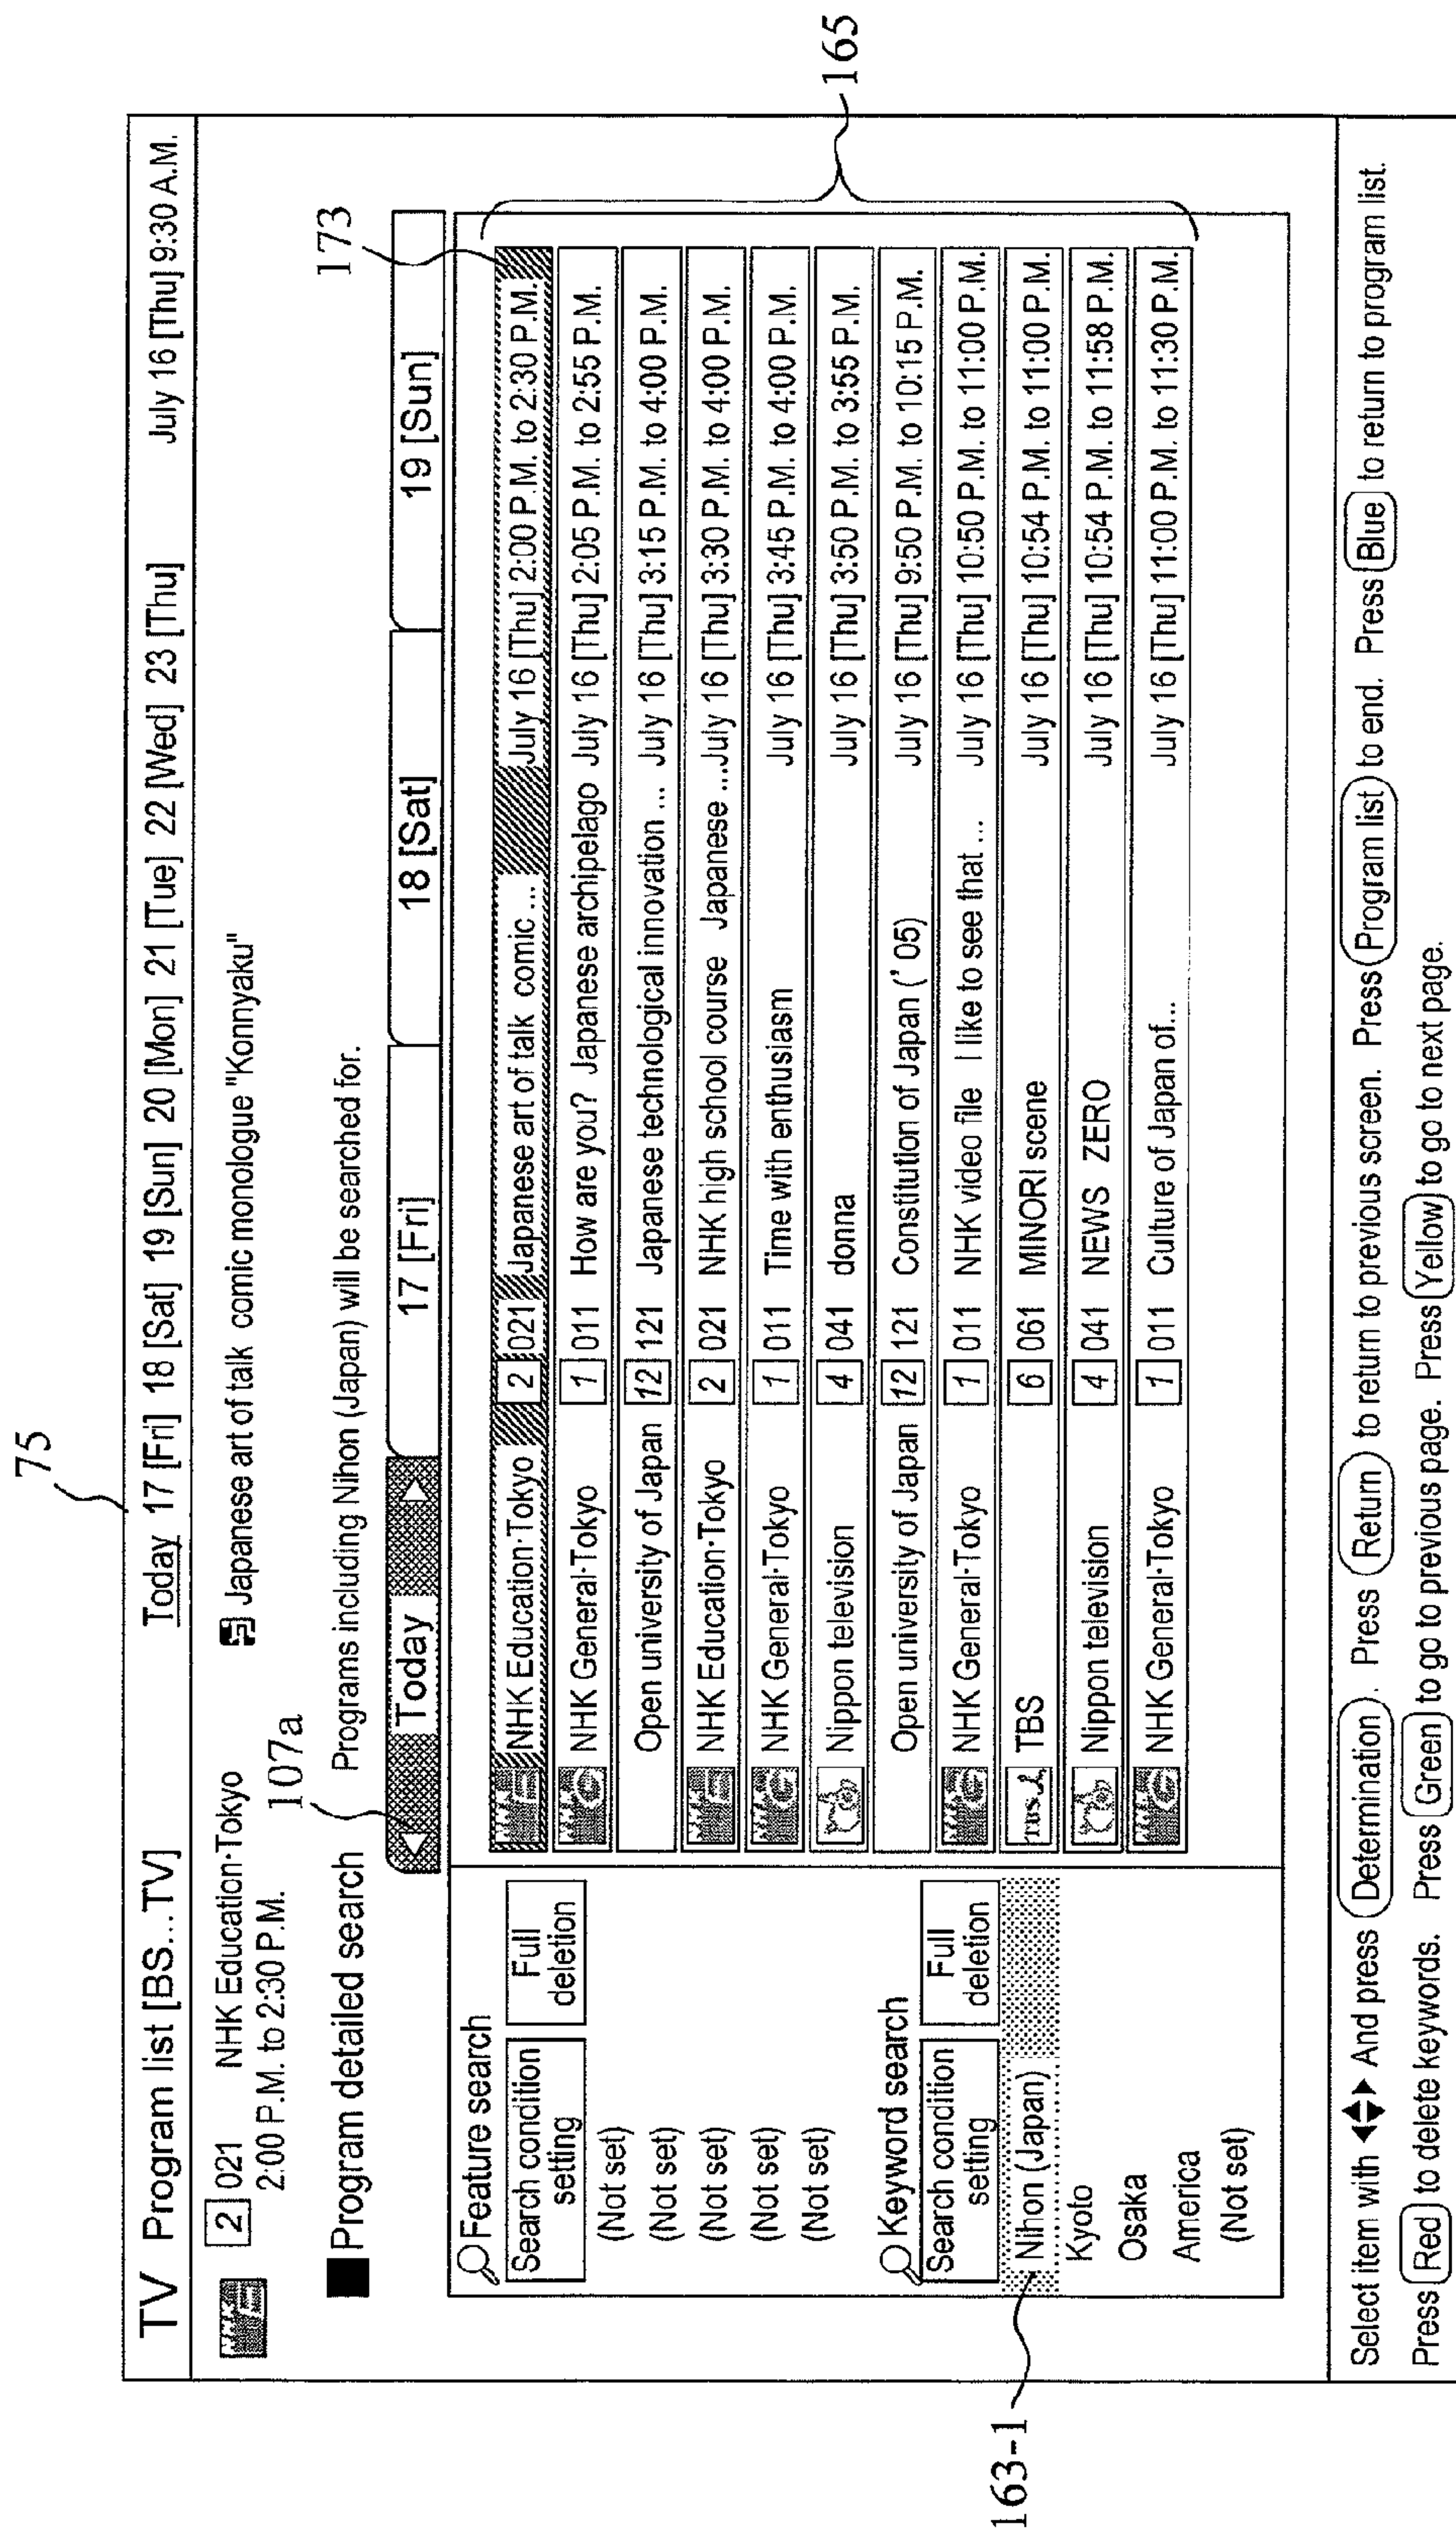 75
TV Program list [BS...TV] Today 17 [Fri] 18 [Sat] 19 [Sun] 20 [Mon] 21 [Tue] 22 [Wed] 23 [Thu] July 16 [Thu] 9:30 A.M.
2 021 NHK Education·Tokyo Japanese art of talk comic monologue "Konnyaku"
2:00 P.M. to 2:30 P.M.
107a
173
Program detailed search Programs including Nihon (Japan) will be searched for.
Today 17 [Fri] 18 [Sat] 19 [Sun]
165
Feature search
Search condition setting
Full deletion
(Not set)
(Not set)
(Not set)
(Not set)
(Not set)
Keyword search
Search condition setting
Full deletion
163-1
Nihon (Japan)
Kyoto
Osaka
America
(Not set)
NHK Education·Tokyo 2 021 Japanese art of talk comic ... July 16 [Thu] 2:00 P.M. to 2:30 P.M.
NHK General·Tokyo 1 011 How are you? Japanese archipelago July 16 [Thu] 2:05 P.M. to 2:55 P.M.
Open university of Japan 12 121 Japanese technological innovation ... July 16 [Thu] 3:15 P.M. to 4:00 P.M.
NHK Education·Tokyo 2 021 NHK high school course Japanese ...July 16 [Thu] 3:30 P.M. to 4:00 P.M.
NHK General·Tokyo 1 011 Time with enthusiasm July 16 [Thu] 3:45 P.M. to 4:00 P.M.
Nippon television 4 041 donna July 16 [Thu] 3:50 P.M. to 3:55 P.M.
Open university of Japan 12 121 Constitution of Japan (' 05) July 16 [Thu] 9:50 P.M. to 10:15 P.M.
NHK General·Tokyo 1 011 NHK video file I like to see that ... July 16 [Thu] 10:50 P.M. to 11:00 P.M.
TBS TBS 6 061 MINORI scene July 16 [Thu] 10:54 P.M. to 11:00 P.M.
Nippon television 4 041 NEWS ZERO July 16 [Thu] 10:54 P.M. to 11:58 P.M.
NHK General·Tokyo 1 011 Culture of Japan of... July 16 [Thu] 11:00 P.M. to 11:30 P.M.
Select item with And press Determination. Press Return to return to previous screen. Press Program list to end. Press Blue to return to program list.
Press Red to delete keywords. Press Green to go to previous page. Press Yellow to go to next page.